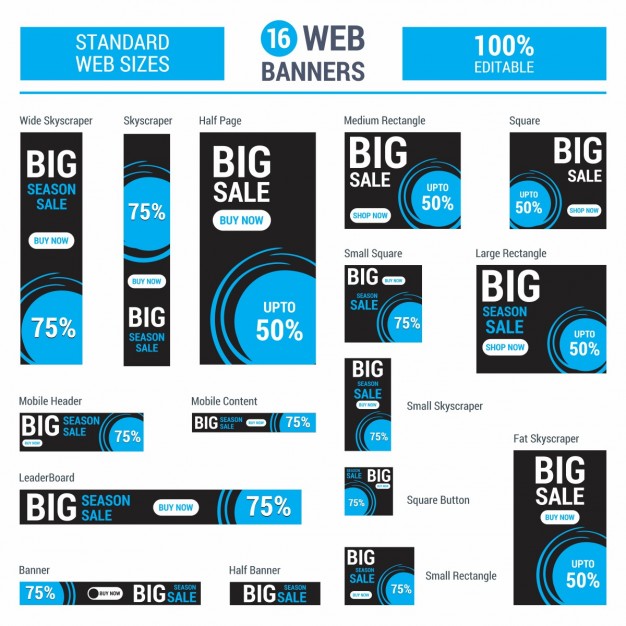 STANDARD
WEB SIZES
16 WEB
BANNERS
100%
EDITABLE
Wide Skyscraper
BIG
SEASON
SALE
BUY NOW
75%
Skyscraper
75%
BUY NOW
BIG
SEASON
SALE
Half Page
BIG
SALE
BUY NOW
UPTO
50%
Medium Rectangle
BIG
SALE
UPTO
50%
SHOP NOW
Square
BIG
SALE
UPTO
50%
SHOP NOW
Small Square
BIG
BUY NOW
SEASON
SALE
75%
Large Rectangle
BIG
SEASON
SALE
SHOP NOW
UPTO
50%
Small Skyscraper
BIG
SEASON
SALE
BUY NOW
75%
Mobile Header
BIG SEASON
SALE
BUY NOW
75%
Mobile Content
BIG SEASON
SALE
BUY NOW
75%
LeaderBoard
BIG SEASON
SALE
BUY NOW
75%
Square Button
SEASON
SALE
BIG
BUY NOW
75%
Fat Skyscraper
BIG
SALE
BUY NOW
UPTO
50%
Banner
75%
BUY NOW
BIG SEASON
SALE
Half Banner
BIG SEASON
SALE
Small Rectangle
BIG
SEASON
SALE
BUY NOW
75%